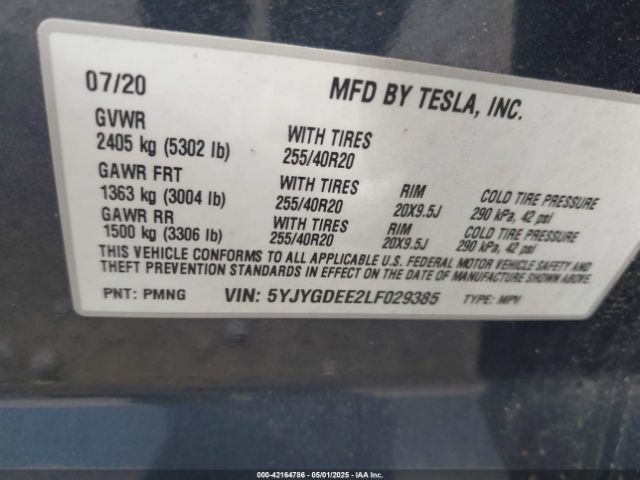 07/20 MFD BY TESLA, INC.
GVWR
2405 kg (5302 lb) WITH TIRES
255/40R20
GAWR FRT
1363 kg (3004 lb) WITH TIRES RIM COLD TIRE PRESSURE
255/40R20 20X9.5J 290 kPa, 42 psi
GAWR RR
1500 kg (3306 lb) WITH TIRES RIM COLD TIRE PRESSURE
255/40R20 20X9.5J 290 kPa, 42 psi
THIS VEHICLE CONFORMS TO ALL APPLICABLE U.S. FEDERAL MOTOR VEHICLE SAFETY AND
THEFT PREVENTION STANDARDS IN EFFECT ON THE DATE OF MANUFACTURE SHOWN ABOVE.
PNT: PMNG VIN: 5YJYGDEE2LF029385 TYPE: MPV
000-42164786 - 05/01/2025 - IAA Inc.